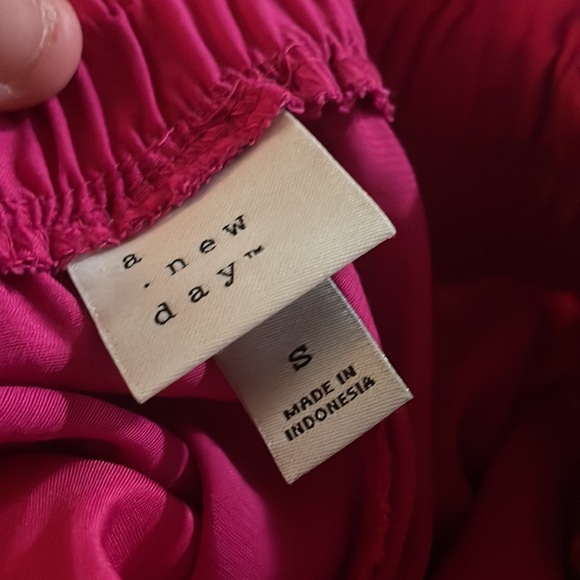 a
. new
day™
S
MADE IN
INDONESIA